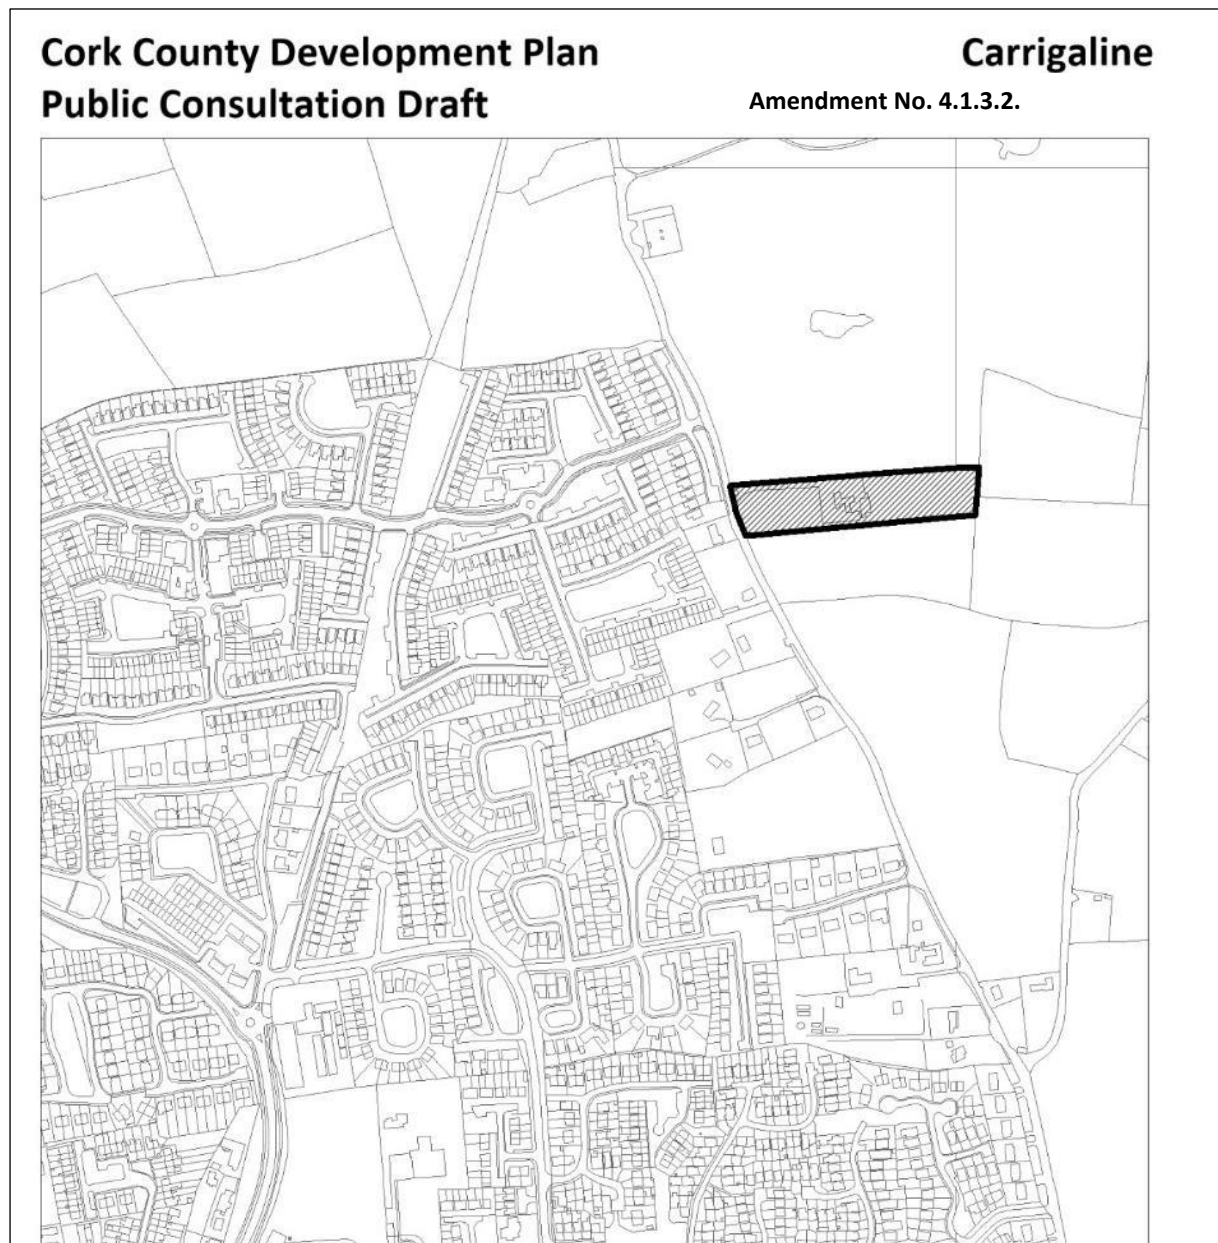 Cork County Development Plan
Carrigaline
Public Consultation Draft
Amendment No. 4.1.3.2.